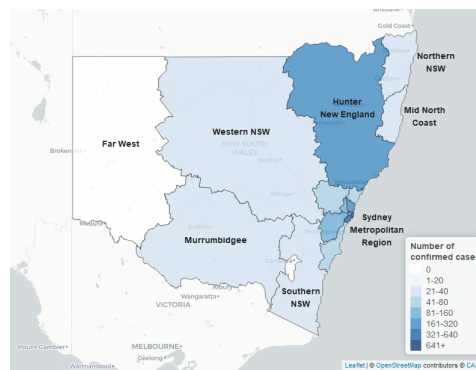 Brisbane
Gold Coast
Northern
NSW
Hunter
New England
Mid North
Coast
Western NSW
NEW SOUTH
WALES
Far West
Dubbo
Orange
Sydney
Metropolitan
Region
Mildura
Griffith
Murrumbidgee
Canberra
Southern
NSW
Albury
Wangaratta
VICTORIA
MELBOURNE
Mount Gambier
Geelong
Warrnambool
Number of
confirmed case
0
1-20
21-40
41-80
81-160
161-320
321-640
641+
Leaflet | © OpenStreetMap contributors © CA